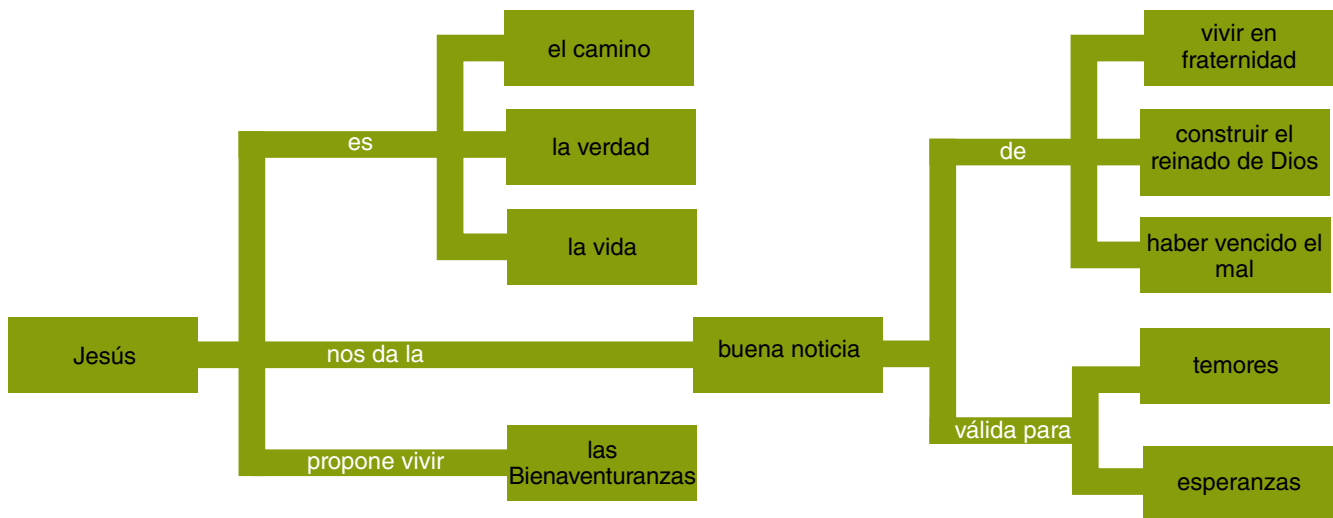 el camino
la verdad
la vida
es
Jesús
nos da la
propone vivir
las
Bienaventuranzas
buena noticia
de
vivir en
fraternidad
construir el
reinado de Dios
haber vencido el
mal
válida para
temores
esperanzas